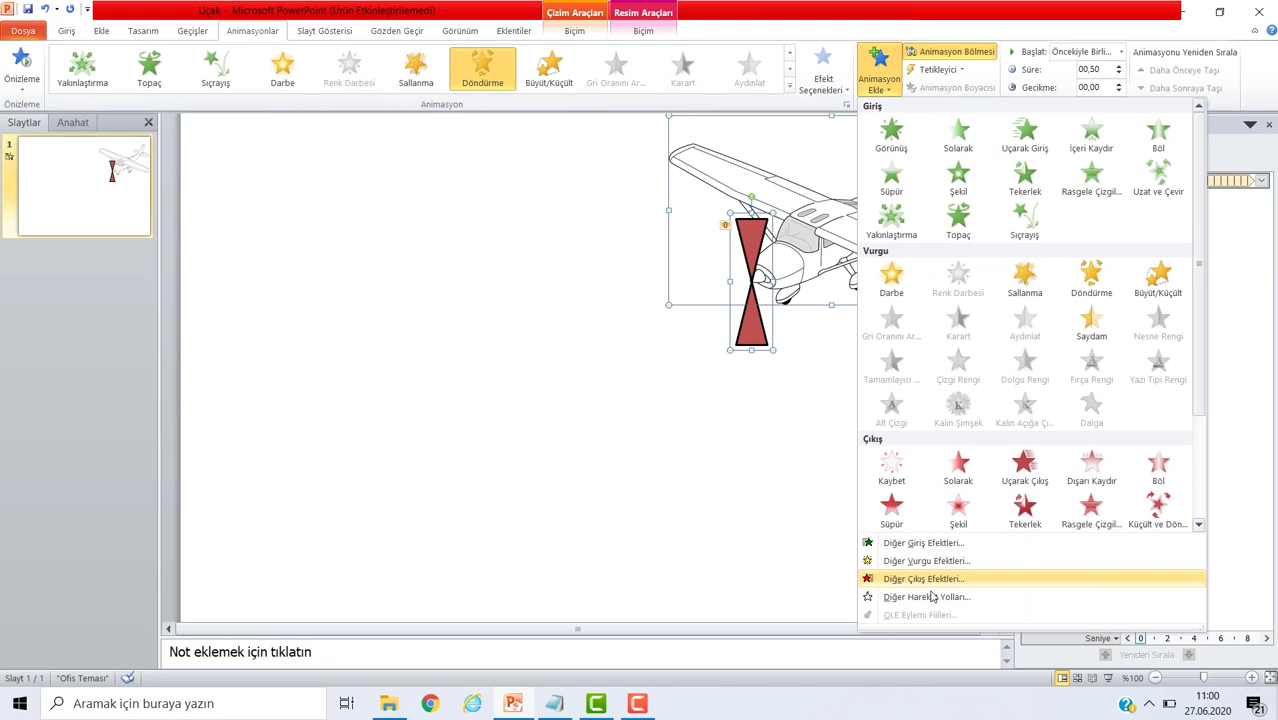 Uçak - Microsoft PowerPoint (Ürün Etkinleştirilemedi)
Çizim Araçları
Resim Araçları
Dosya
Giriş
Ekle
Tasarım
Geçişler
Animasyonlar
Slayt Gösterisi
Gözden Geçir
Görünüm
Eklentiler
Biçim
Biçim
Önizleme
Yakınlaştırma
Topaç
Sıçrayış
Darbe
Renk Darbesi
Sallanma
Döndürme
Büyüt/Küçült
Gri Oranını Ar...
Karart
Aydınlat
Efekt
Seçenekleri
Animasyon
Ekle
Animasyon Bölmesi
Tetikleyici
Animasyon Boyacısı
Başlat: Öncekiyle Birli...
Süre: 00,50
Gecikme: 00,00
Animasyonu Yeniden Sırala
Daha Önceye Taşı
Daha Sonraya Taşı
Önizleme
Animasyon
Slaytlar
Anahat
1
0
Giriş
Görünüş
Solarak
Uçarak Giriş
İçeri Kaydır
Böl
Süpür
Şekil
Tekerlek
Rasgele Çizgil...
Uzat ve Çevir
Yakınlaştırma
Topaç
Sıçrayış
Vurgu
Darbe
Renk Darbesi
Sallanma
Döndürme
Büyüt/Küçült
Gri Oranını Ar...
Karart
Aydınlat
Saydam
Nesne Rengi
Tamamlayıcı ...
Çizgi Rengi
Dolgu Rengi
Fırça Rengi
Yazı Tipi Rengi
Alt Çizgi
Kalın Şimşek
Kalın Açığa Çı...
Dalga
Çıkış
Kaybet
Solarak
Uçarak Çıkış
Dışarı Kaydır
Böl
Süpür
Şekil
Tekerlek
Rasgele Çizgil...
Küçült ve Dön...
Diğer Giriş Efektleri...
Diğer Vurgu Efektleri...
Diğer Çıkış Efektleri...
Diğer Hareket Yolları...
OLE Eylemi Fiilleri...
Saniye
0 2 4 6 8
Not eklemek için tıklatın
Yeniden Sırala
Slayt 1 / 1
"Ofis Teması"
%100
Aramak için buraya yazın
11:00
27.06.2020
21